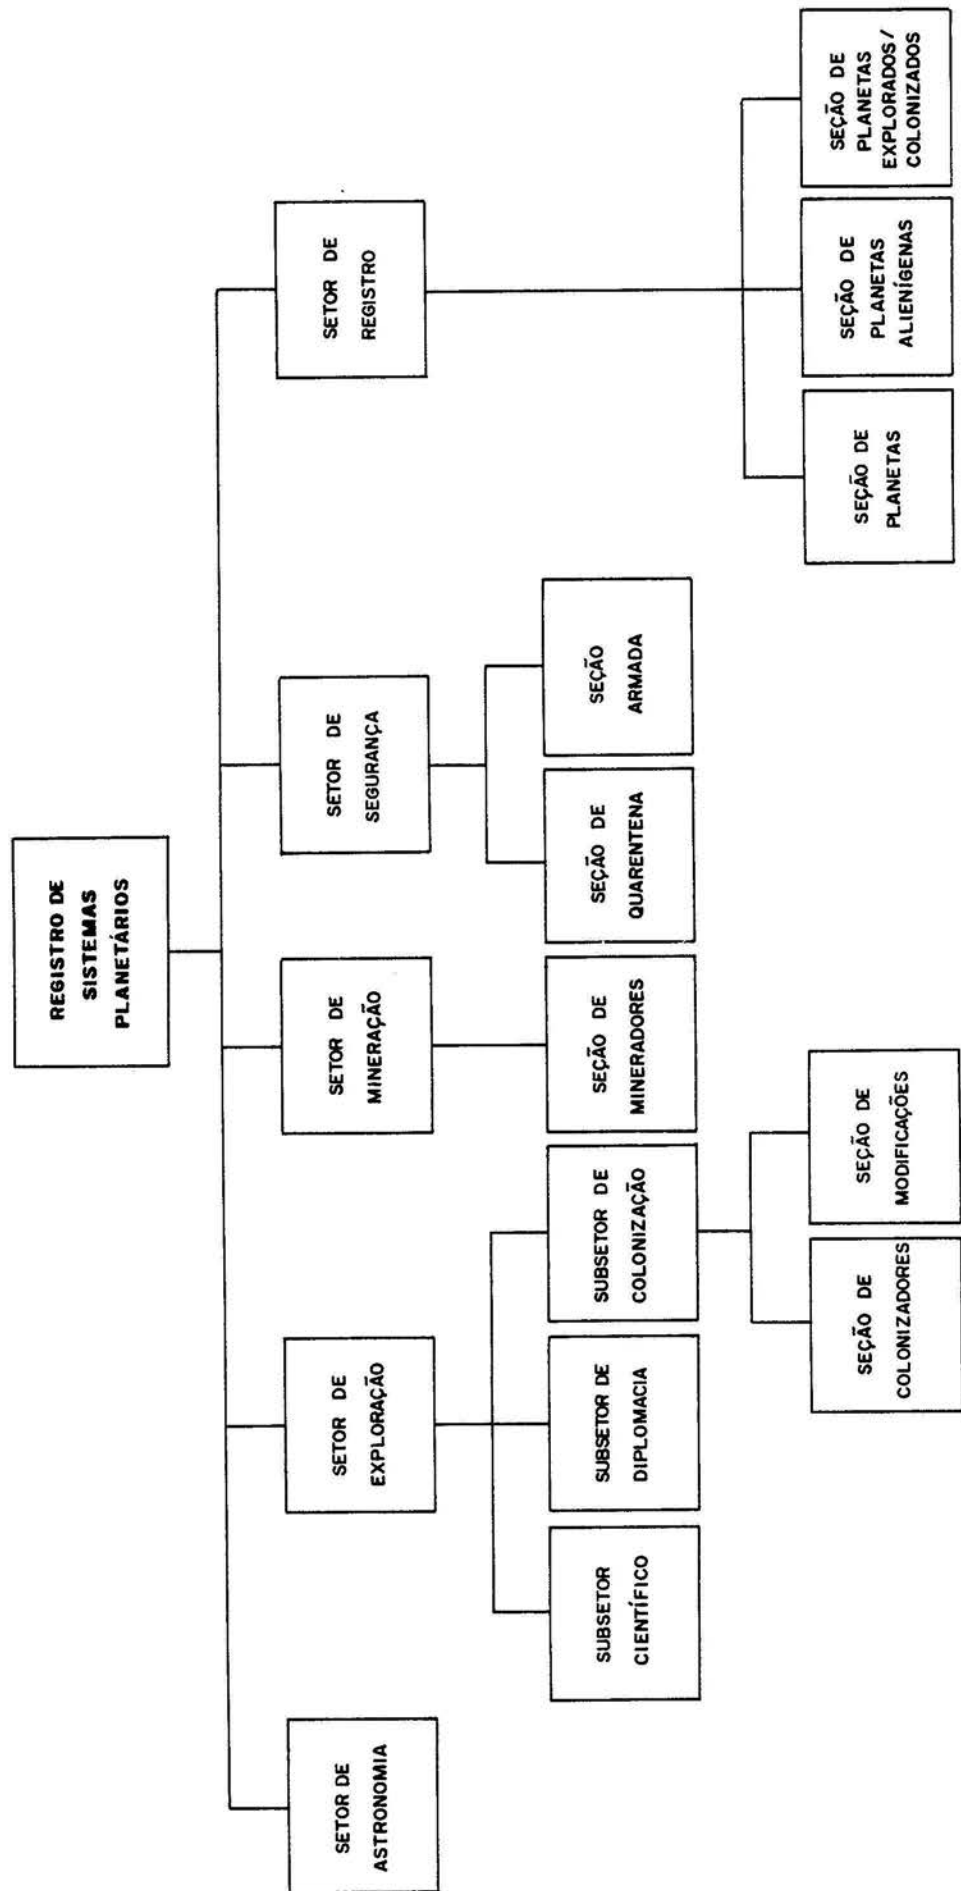 REGISTRO DE
SISTEMAS
PLANETÁRIOS
SETOR DE
ASTRONOMIA
SETOR DE
EXPLORAÇÃO
SETOR DE
MINERAÇÃO
SETOR DE
SEGURANÇA
SETOR DE
REGISTRO
SUBSETOR
CIENTÍFICO
SUBSETOR DE
DIPLOMACIA
SUBSETOR DE
COLONIZAÇÃO
SEÇÃO DE
MINERADORES
SEÇÃO DE
QUARENTENA
SEÇÃO
ARMADA
SEÇÃO DE
COLONIZADORES
SEÇÃO DE
MODIFICAÇÕES
SEÇÃO DE
PLANETAS
SEÇÃO DE
PLANETAS
ALIENÍGENAS
SEÇÃO DE
PLANETAS
EXPLORADOS/
COLONIZADOS